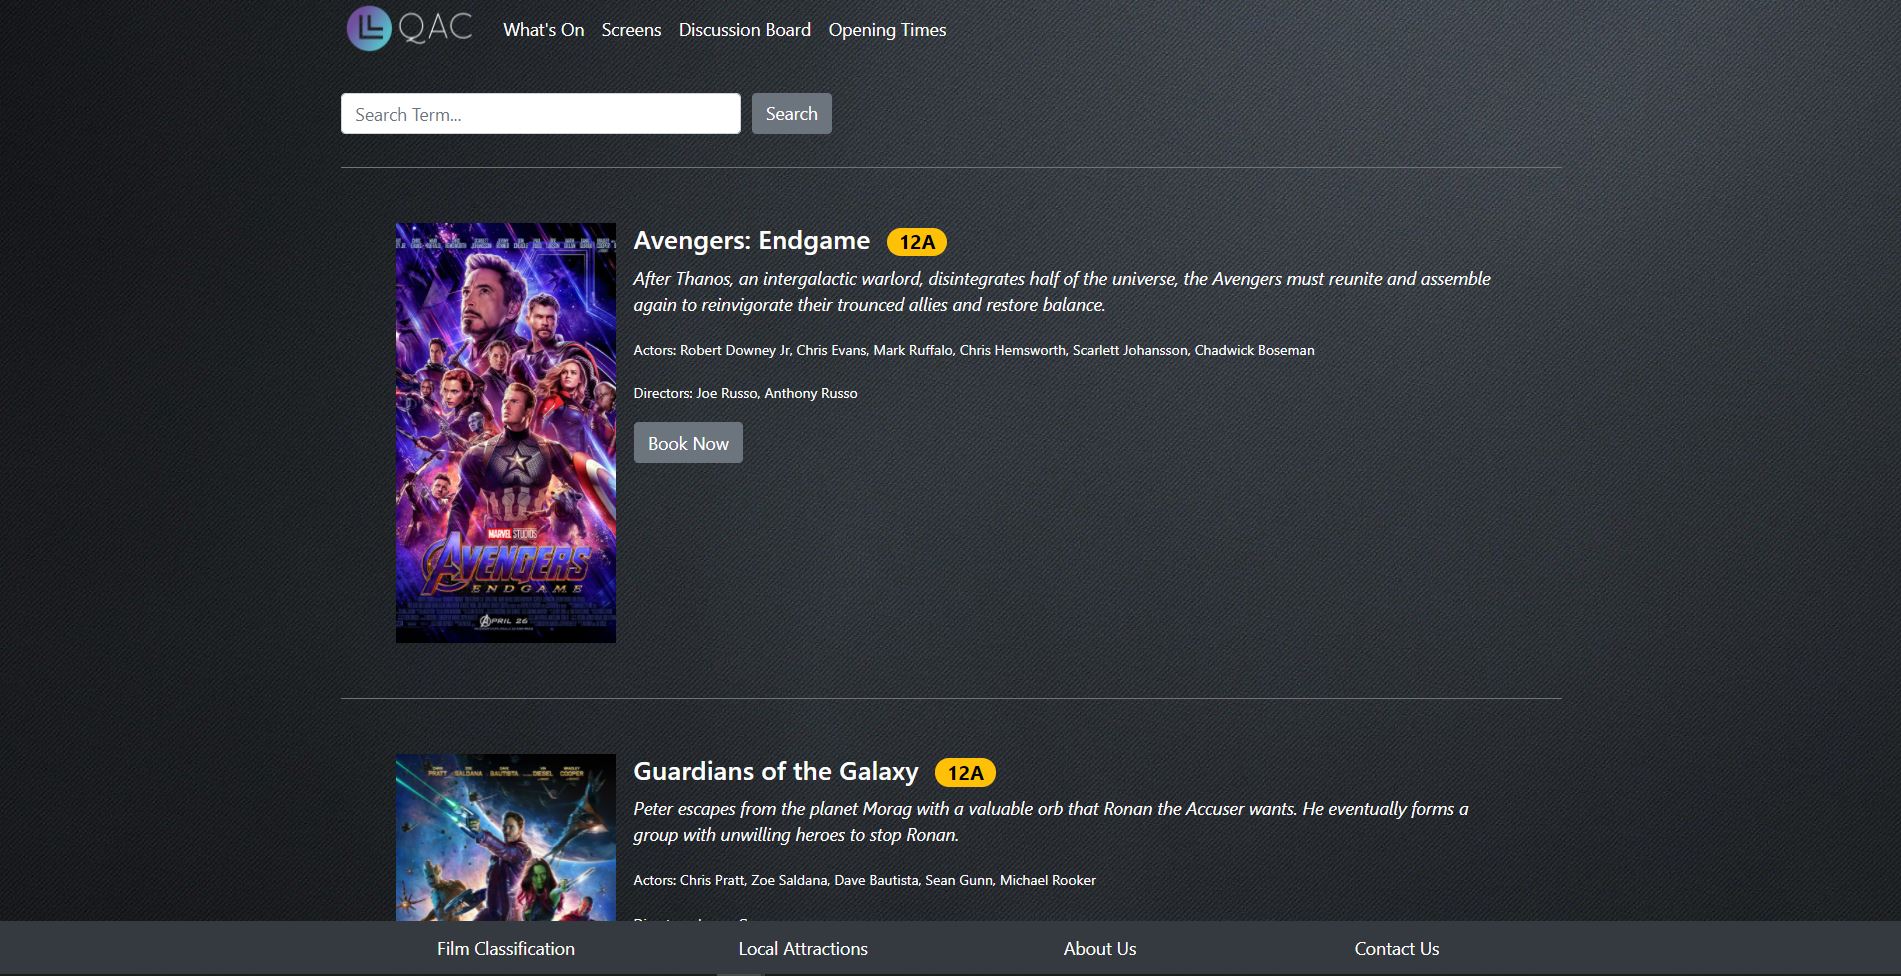 QAC
What's On Screens Discussion Board Opening Times
Search Term...
Search
Avengers: Endgame 12A
After Thanos, an intergalactic warlord, disintegrates half of the universe, the Avengers must reunite and assemble
again to reinvigorate their trounced allies and restore balance.
Actors: Robert Downey Jr, Chris Evans, Mark Ruffalo, Chris Hemsworth, Scarlett Johansson, Chadwick Boseman
Directors: Joe Russo, Anthony Russo
Book Now
MARVEL STUDIOS
AVENGERS
ENDGAME
APRIL 26
Guardians of the Galaxy 12A
Peter escapes from the planet Morag with a valuable orb that Ronan the Accuser wants. He eventually forms a
group with unwilling heroes to stop Ronan.
Actors: Chris Pratt, Zoe Saldana, Dave Bautista, Sean Gunn, Michael Rooker
PRATT SALDANA BAUTISTA DIESEL COOPER
Film Classification Local Attractions About Us Contact Us